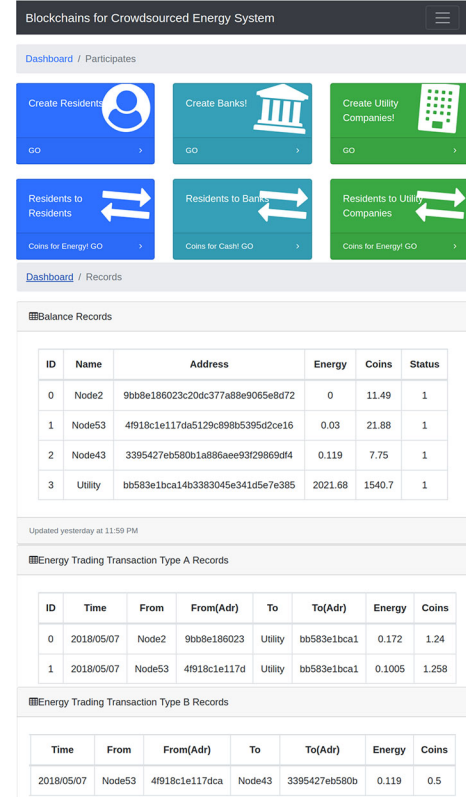 Blockchains for Crowdsourced Energy System
Dashboard / Participates
Create Residents
Create Banks!
Create Utility
Companies!
GO >
GO >
GO >
Residents to
Residents
Residents to Banks
Residents to Utility
Companies
Coins for Energy! GO >
Coins for Cash! GO >
Coins for Energy! GO >
Dashboard / Records
Balance Records
ID Name Address Energy Coins Status
0 Node2 9bb8e186023c20dc377a88e9065e8d72 0 11.49 1
1 Node53 4f918c1e117da5129c898b5395d2ce16 0.03 21.88 1
2 Node43 3395427eb580b1a886aee93f29869df4 0.119 7.75 1
3 Utility bb583e1bca14b3383045e341d5e7e385 2021.68 1540.7 1
Updated yesterday at 11:59 PM
Energy Trading Transaction Type A Records
ID Time From From(Adr) To To(Adr) Energy Coins
0 2018/05/07 Node2 9bb8e186023 Utility bb583e1bca1 0.172 1.24
1 2018/05/07 Node53 4f918c1e117d Utility bb583e1bca1 0.1005 1.258
Energy Trading Transaction Type B Records
Time From From(Adr) To To(Adr) Energy Coins
2018/05/07 Node53 4f918c1e117dca Node43 3395427eb580b 0.119 0.5